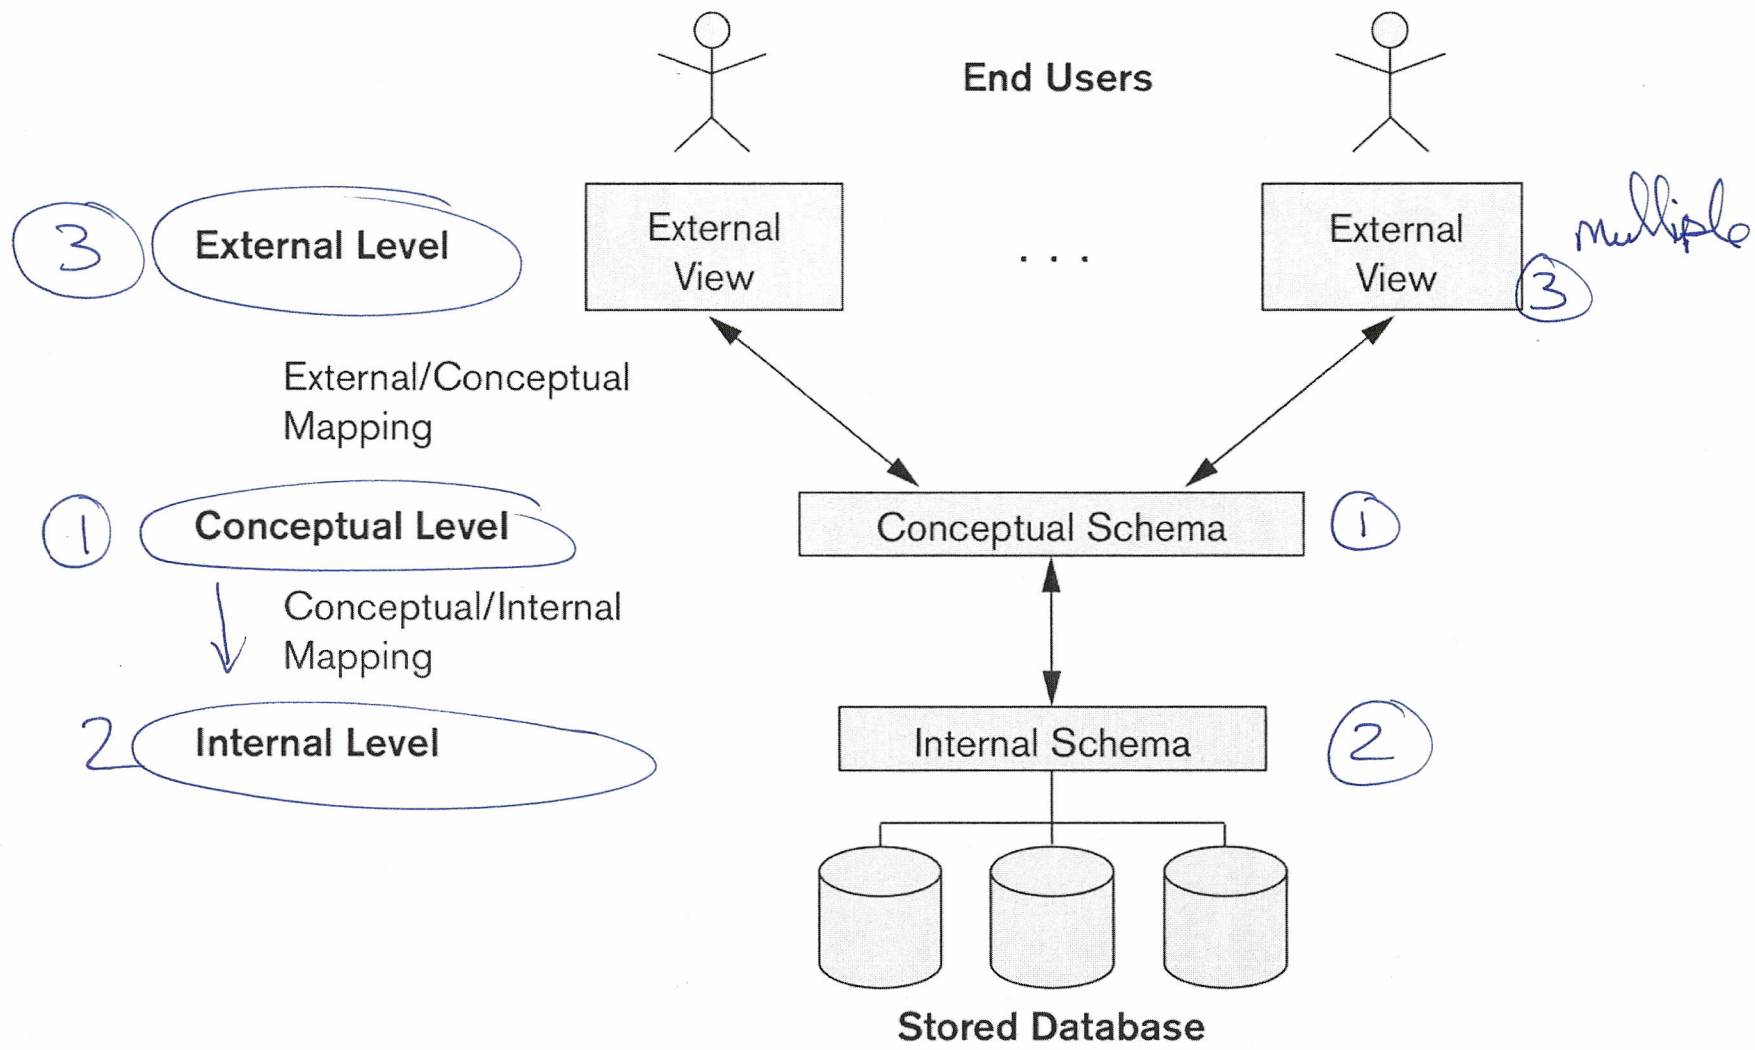 End Users
3
External Level
External
View
. . .
External
View
3
multiple
External/Conceptual
Mapping
1
Conceptual Level
Conceptual Schema
1
Conceptual/Internal
Mapping
2
Internal Level
Internal Schema
2
Stored Database